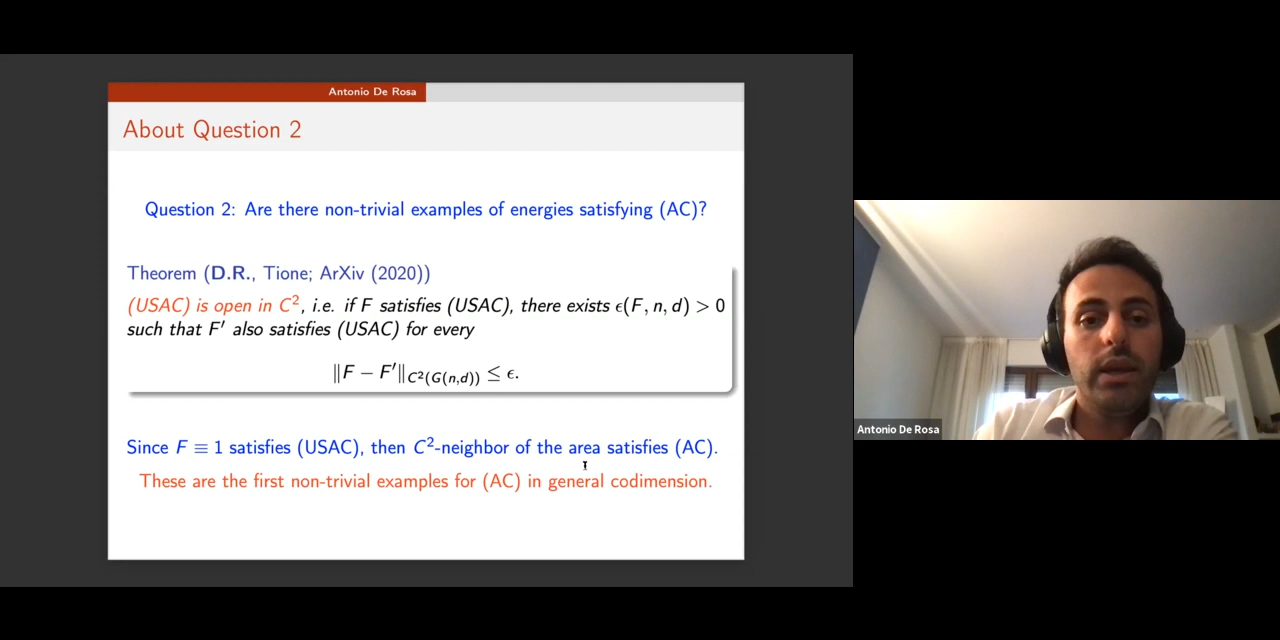 Antonio De Rosa
About Question 2
Question 2: Are there non-trivial examples of energies satisfying (AC)?
Theorem (D.R., Tione; ArXiv (2020))
(USAC) is open in C², i.e. if F satisfies (USAC), there exists ϵ(F, n, d) > 0
such that F′ also satisfies (USAC) for every
‖F − F′‖C²(G(n,d)) ≤ ϵ.
Since F ≡ 1 satisfies (USAC), then C²-neighbor of the area satisfies (AC).
These are the first non-trivial examples for (AC) in general codimension.
Antonio De Rosa